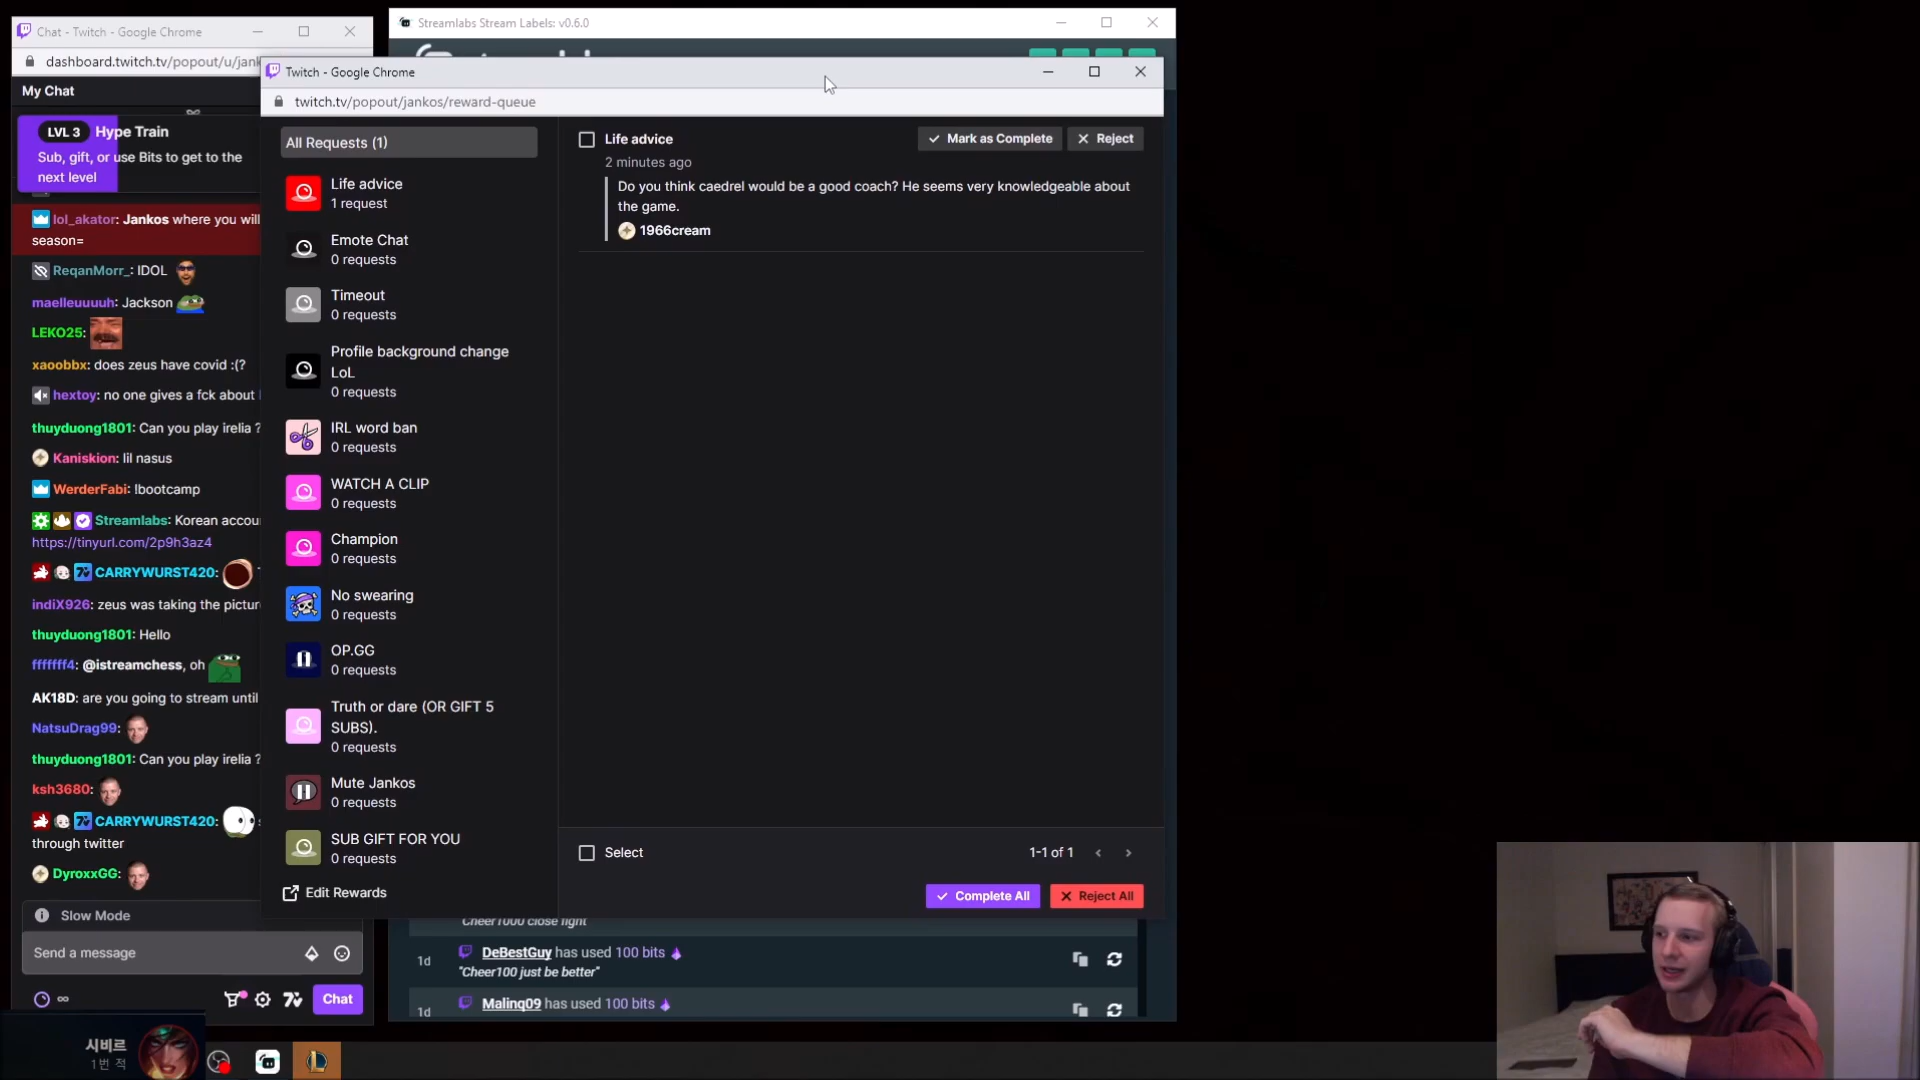 Chat - Twitch - Google Chrome
dashboard.twitch.tv/popout/u/jank
My Chat
LVL 3 Hype Train
Sub, gift, or use Bits to get to the
next level
lol_akator: Jankos where you will
season=
ReqanMorr_: IDOL
maelleuuuuh: Jackson
LEKO25:
xaoobbx: does zeus have covid :(?
hextoy: no one gives a fck about
thuyduong1801: Can you play irelia ?
Kaniskion: lil nasus
WerderFabi: !bootcamp
Streamlabs: Korean accou
https://tinyurl.com/2p9h3az4
CARRYWURST420:
indiX926: zeus was taking the pictur
thuyduong1801: Hello
fffffff4: @istreamchess, oh
AK18D: are you going to stream until
NatsuDrag99:
thuyduong1801: Can you play irelia ?
ksh3680:
CARRYWURST420:
through twitter
DyroxxGG:
Slow Mode
Send a message
∞
Chat
시비르
1번 적
Streamlabs Stream Labels: v0.6.0
Twitch - Google Chrome
twitch.tv/popout/jankos/reward-queue
All Requests (1)
Life advice
1 request
Emote Chat
0 requests
Timeout
0 requests
Profile background change
LoL
0 requests
IRL word ban
0 requests
WATCH A CLIP
0 requests
Champion
0 requests
No swearing
0 requests
OP.GG
0 requests
Truth or dare (OR GIFT 5
SUBS).
0 requests
Mute Jankos
0 requests
SUB GIFT FOR YOU
0 requests
Edit Rewards
Life advice
Mark as Complete
Reject
2 minutes ago
Do you think caedrel would be a good coach? He seems very knowledgeable about
the game.
1966cream
Select
1-1 of 1
Complete All
Reject All
Cheer1000 close fight
1d
DeBestGuy has used 100 bits
"Cheer100 just be better"
1d
Malinq09 has used 100 bits